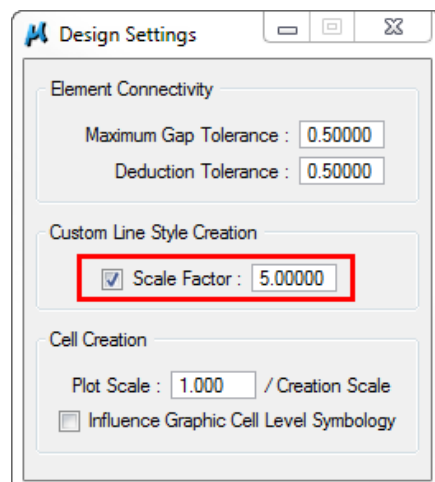 Design Settings
Element Connectivity
Maximum Gap Tolerance : 0.50000
Deduction Tolerance : 0.50000
Custom Line Style Creation
Scale Factor : 5.00000
Cell Creation
Plot Scale : 1.000 / Creation Scale
Influence Graphic Cell Level Symbology